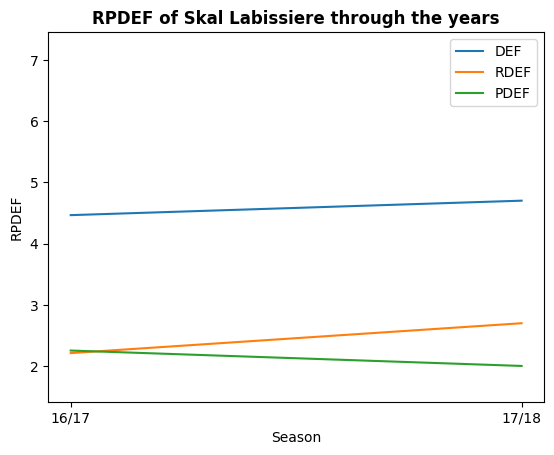 RPDEF of Skal Labissiere through the years
7
6
5
4
3
2
RPDEF
DEF
RDEF
PDEF
16/17
17/18
Season